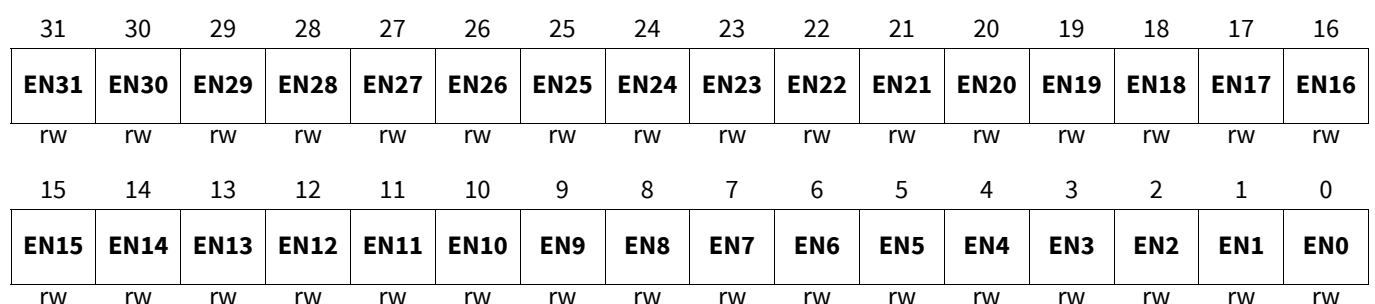 31 30 29 28 27 26 25 24 23 22 21 20 19 18 17 16
EN31 EN30 EN29 EN28 EN27 EN26 EN25 EN24 EN23 EN22 EN21 EN20 EN19 EN18 EN17 EN16
rw rw rw rw rw rw rw rw rw rw rw rw rw rw rw rw
15 14 13 12 11 10 9 8 7 6 5 4 3 2 1 0
EN15 EN14 EN13 EN12 EN11 EN10 EN9 EN8 EN7 EN6 EN5 EN4 EN3 EN2 EN1 EN0
rw rw rw rw rw rw rw rw rw rw rw rw rw rw rw rw